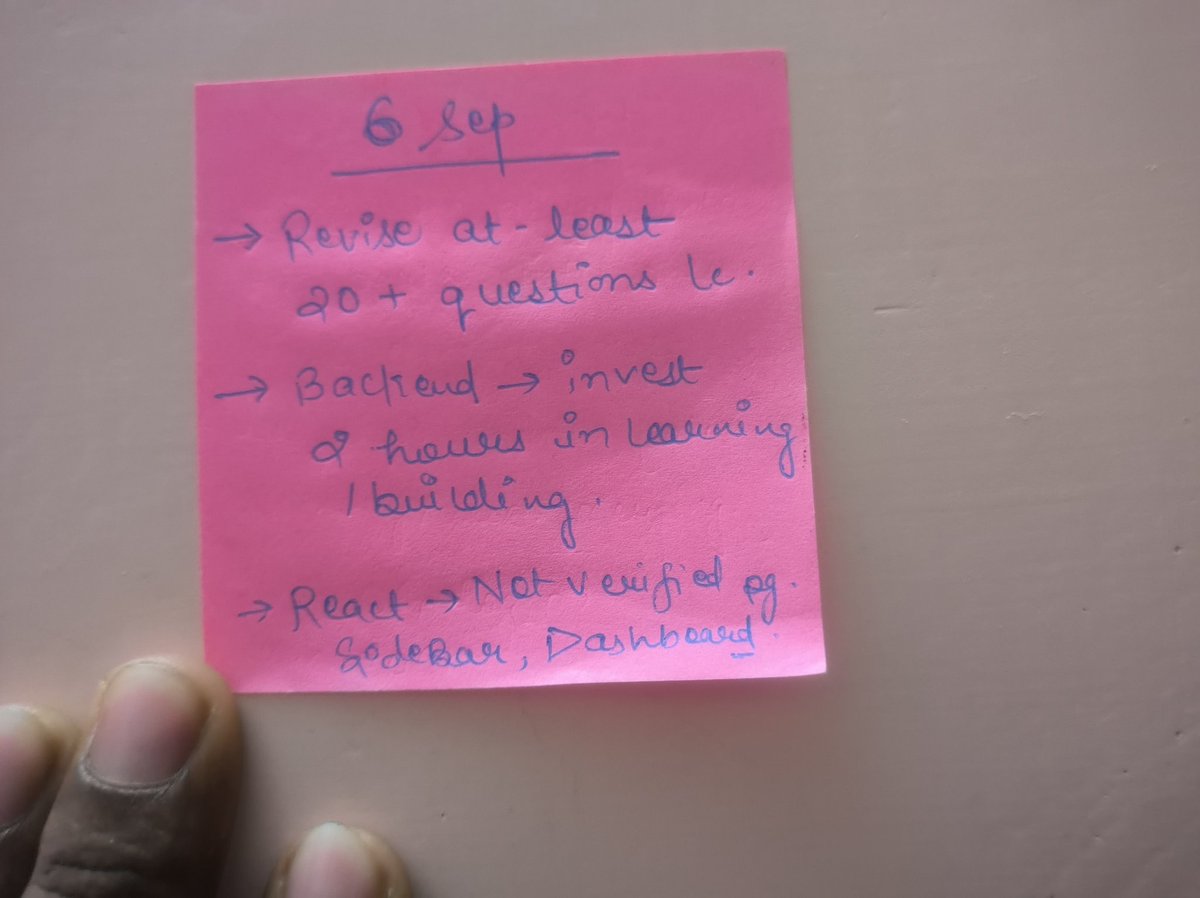 6 Sep
→ Revise at-least
20+ questions lc.
→ Backend → invest
2 hours in learning
/building.
→ React → Not verified pg.
SideBar, Dashboard.